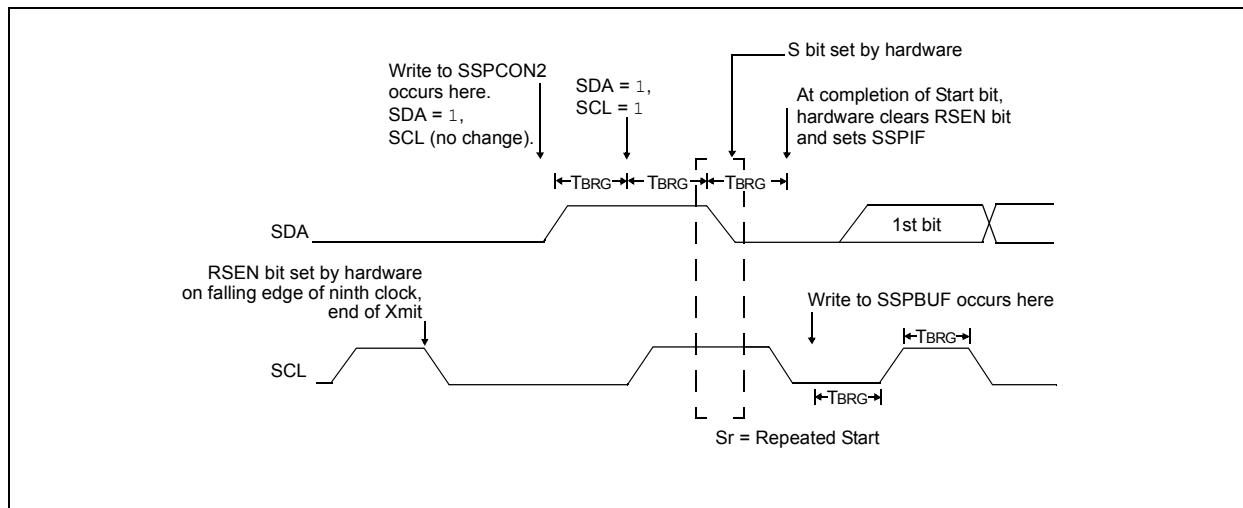 S bit set by hardware
Write to SSPCON2
occurs here.
SDA = 1,
SCL (no change).
SDA = 1,
SCL = 1
At completion of Start bit,
hardware clears RSEN bit
and sets SSPIF
TBRG
TBRG
TBRG
SDA
1st bit
RSEN bit set by hardware
on falling edge of ninth clock,
end of Xmit
Write to SSPBUF occurs here
TBRG
SCL
TBRG
Sr = Repeated Start